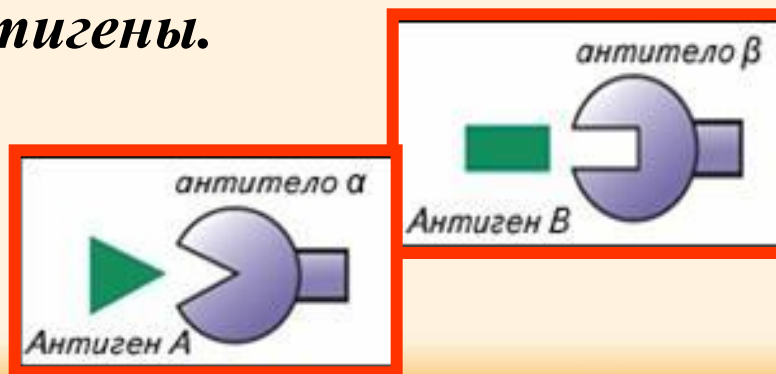 тигены.
антитело β
Антиген В
антитело α
Антиген А